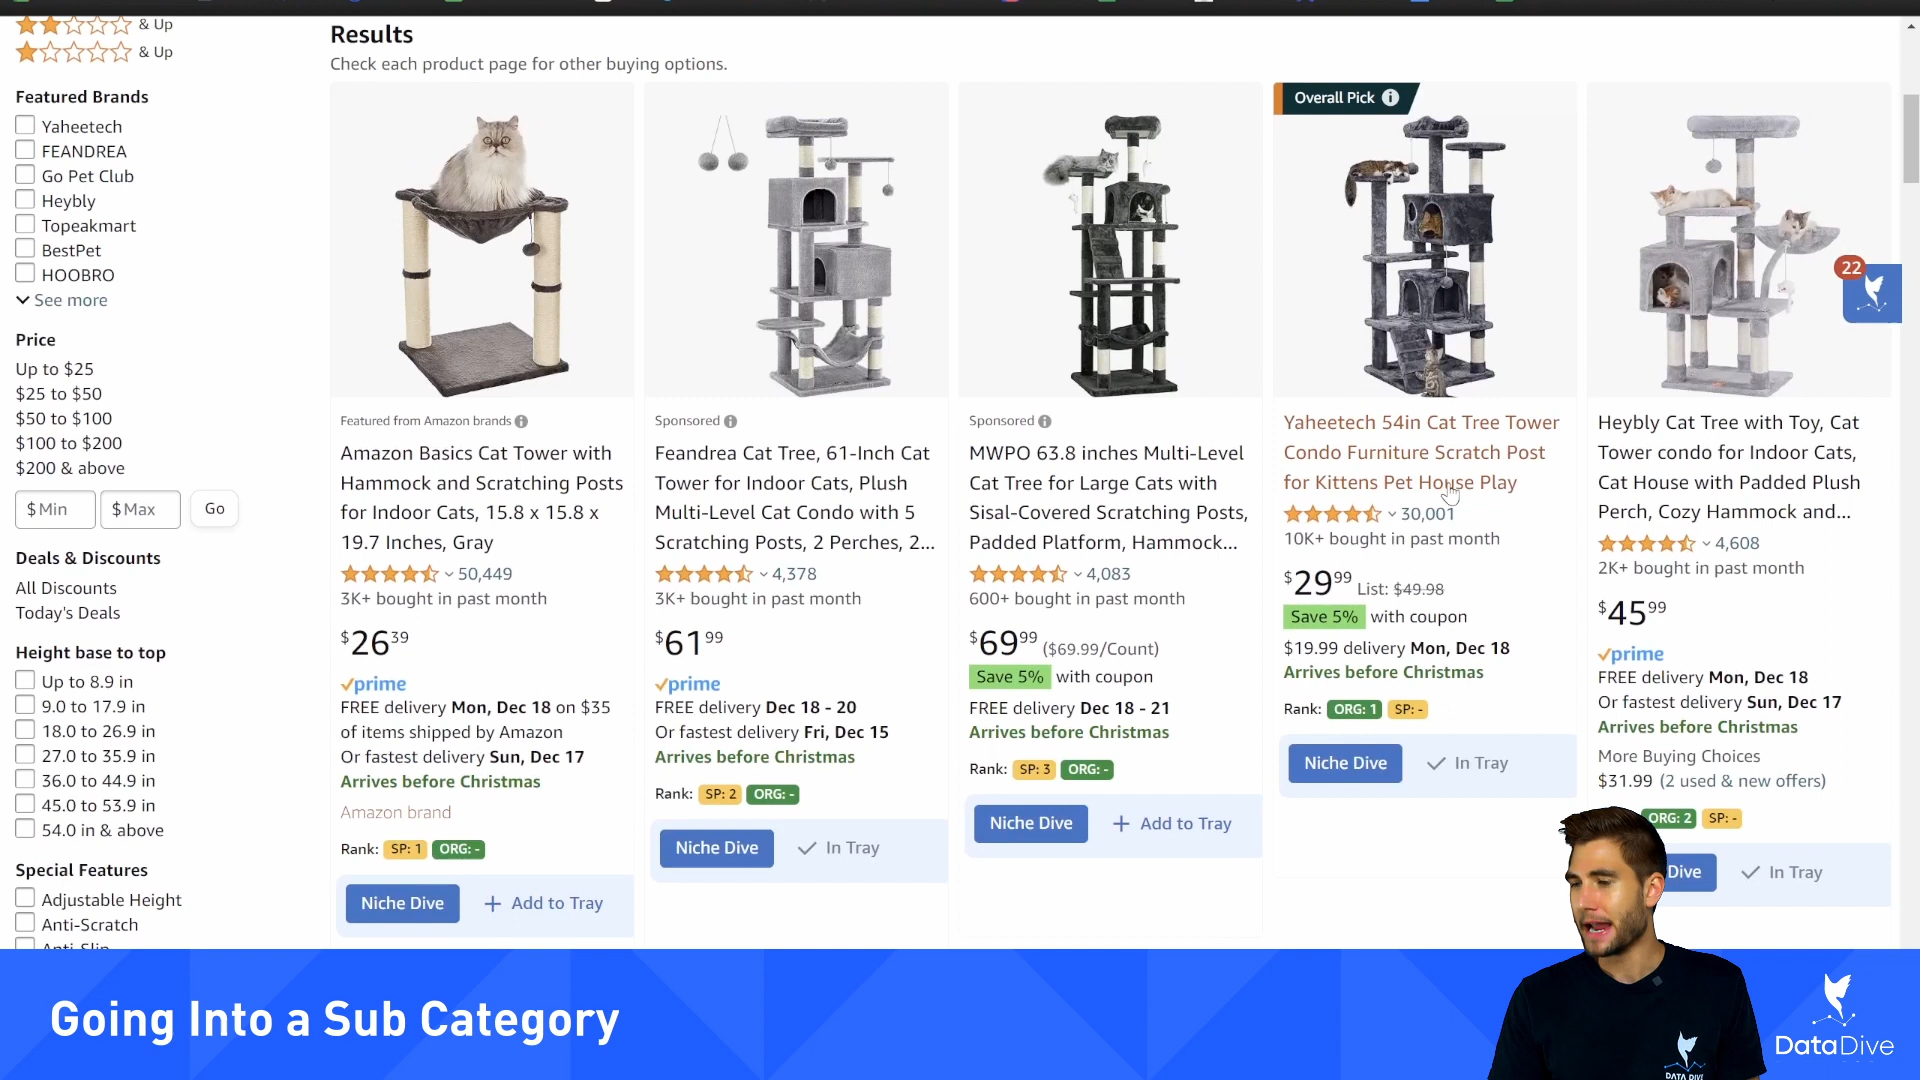 & Up
& Up
Featured Brands
Yaheetech
FEANDREA
Go Pet Club
Heybly
Topeakmart
BestPet
HOOBRO
See more
Price
Up to $25
$25 to $50
$50 to $100
$100 to $200
$200 & above
$ Min
$ Max
Go
Deals & Discounts
All Discounts
Today's Deals
Height base to top
Up to 8.9 in
9.0 to 17.9 in
18.0 to 26.9 in
27.0 to 35.9 in
36.0 to 44.9 in
45.0 to 53.9 in
54.0 in & above
Special Features
Adjustable Height
Anti-Scratch
Anti-Slip
Results
Check each product page for other buying options.
Featured from Amazon brands
Amazon Basics Cat Tower with
Hammock and Scratching Posts
for Indoor Cats, 15.8 x 15.8 x
19.7 Inches, Gray
50,449
3K+ bought in past month
$26 39
prime
FREE delivery Mon, Dec 18 on $35
of items shipped by Amazon
Or fastest delivery Sun, Dec 17
Arrives before Christmas
Amazon brand
Rank: SP: 1 ORG: -
Niche Dive + Add to Tray
Sponsored
Feandrea Cat Tree, 61-Inch Cat
Tower for Indoor Cats, Plush
Multi-Level Cat Condo with 5
Scratching Posts, 2 Perches, 2...
4,378
3K+ bought in past month
$61 99
prime
FREE delivery Dec 18 - 20
Or fastest delivery Fri, Dec 15
Arrives before Christmas
Rank: SP: 2 ORG: -
Niche Dive In Tray
Sponsored
MWPO 63.8 inches Multi-Level
Cat Tree for Large Cats with
Sisal-Covered Scratching Posts,
Padded Platform, Hammock...
4,083
600+ bought in past month
$69 99 ($69.99/Count)
Save 5% with coupon
FREE delivery Dec 18 - 21
Arrives before Christmas
Rank: SP: 3 ORG: -
Niche Dive + Add to Tray
Overall Pick
Yaheetech 54in Cat Tree Tower
Condo Furniture Scratch Post
for Kittens Pet House Play
30,001
10K+ bought in past month
$29 99 List: $49.98
Save 5% with coupon
$19.99 delivery Mon, Dec 18
Arrives before Christmas
Rank: ORG: 1 SP: -
Niche Dive In Tray
22
Heybly Cat Tree with Toy, Cat
Tower condo for Indoor Cats,
Cat House with Padded Plush
Perch, Cozy Hammock and...
4,608
2K+ bought in past month
$45 99
prime
FREE delivery Mon, Dec 18
Or fastest delivery Sun, Dec 17
Arrives before Christmas
More Buying Choices
$31.99 (2 used & new offers)
ORG: 2 SP: -
Dive In Tray
Going Into a Sub Category
DATA DIVE
DataDive